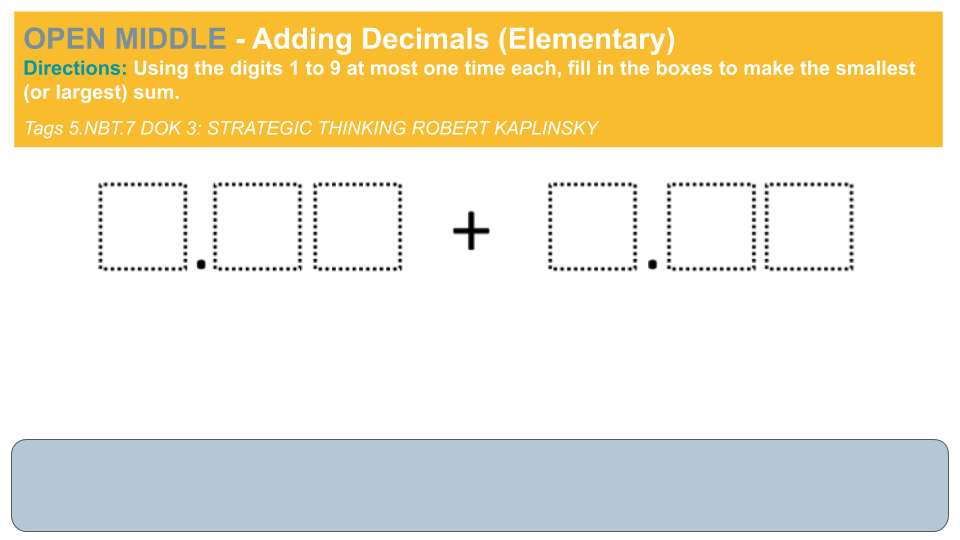 OPEN MIDDLE - Adding Decimals (Elementary)
Directions: Using the digits 1 to 9 at most one time each, fill in the boxes to make the smallest
(or largest) sum.
Tags 5.NBT.7 DOK 3: STRATEGIC THINKING ROBERT KAPLINSKY
. + .